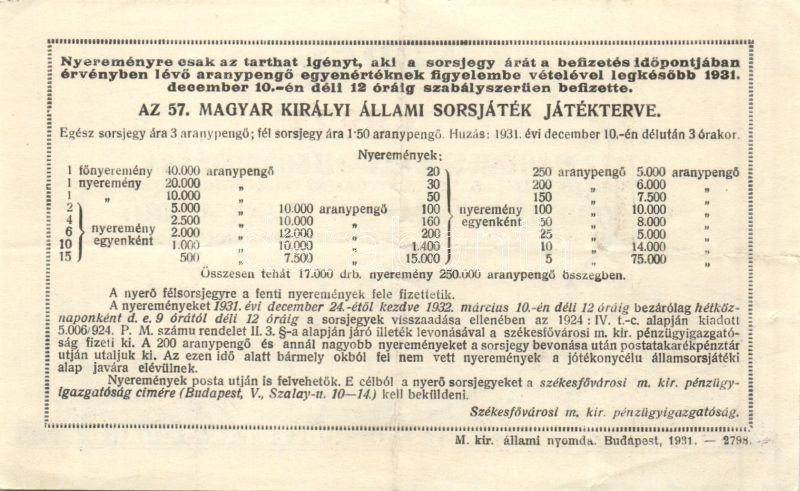 Nyereményre csak az tarthat igényt, aki a sorsjegy árát a befizetés időpontjában
érvényben lévő aranypengő egyenértéknek figyelembe vételével legkésőbb 1931.
december 10.-én déli 12 óráig szabályszerüen befizette.
AZ 57. MAGYAR KIRÁLYI ÁLLAMI SORSJÁTÉK JÁTÉKTERVE.
Egész sorsjegy ára 3 aranypengő; fél sorsjegy ára 1·50 aranypengő. Huzás: 1931. évi december 10.-én délután 3 órakor.
Nyeremények:
1 főnyeremény 40.000 aranypengő 20 250 aranypengő 5.000 aranypengő
1 nyeremény 20.000 „ 30 200 „ 6.000 „
1 „ 10.000 „ 50 150 „ 7.500 „
2 5.000 „ 10.000 aranypengő 100 nyeremény 100 „ 10.000 „
4 nyeremény 2.500 „ 10.000 „ 160 egyenként 50 „ 8.000 „
6 egyenként 2.000 „ 12.000 „ 200 25 „ 5.000 „
10 1.000 „ 10.000 „ 1.400 10 „ 14.000 „
15 500 „ 7.500 „ 15.000 5 „ 75.000 „
Összesen tehát 17.000 drb. nyeremény 250.000 aranypengő összegben.
A nyerő félsorsjegyre a fenti nyeremények fele fizettetik.
A nyereményeket 1931. évi december 24.-étől kezdve 1932. március 10.-én déli 12 óráig bezárólag hétköz-
naponként d. e. 9 órától déli 12 óráig a sorsjegyek visszaadása ellenében az 1924 : IV. t.-c. alapján kiadott
5.006/924. P. M. számu rendelet II. 3. §-a alapján járó illeték levonásával a székesfővárosi m. kir. pénzügyigazgató-
ság fizeti ki. A 200 aranypengő és annál nagyobb nyereményeket a sorsjegy bevonása után postatakarékpénztár
utján utaljuk ki. Az ezen idő alatt bármely okból fel nem vett nyeremények a jótékonycélu államsorsjátéki
alap javára elévülnek.
Nyeremények posta utján is felvehetők. E célból a nyerő sorsjegyeket a székesfővárosi m. kir. pénzügy-
igazgatóság cimére (Budapest, V., Szalay-u. 10—14.) kell beküldeni.
Székesfővárosi m. kir. pénzügyigazgatóság.
M. kir. állami nyomda. Budapest, 1931. — 2798.